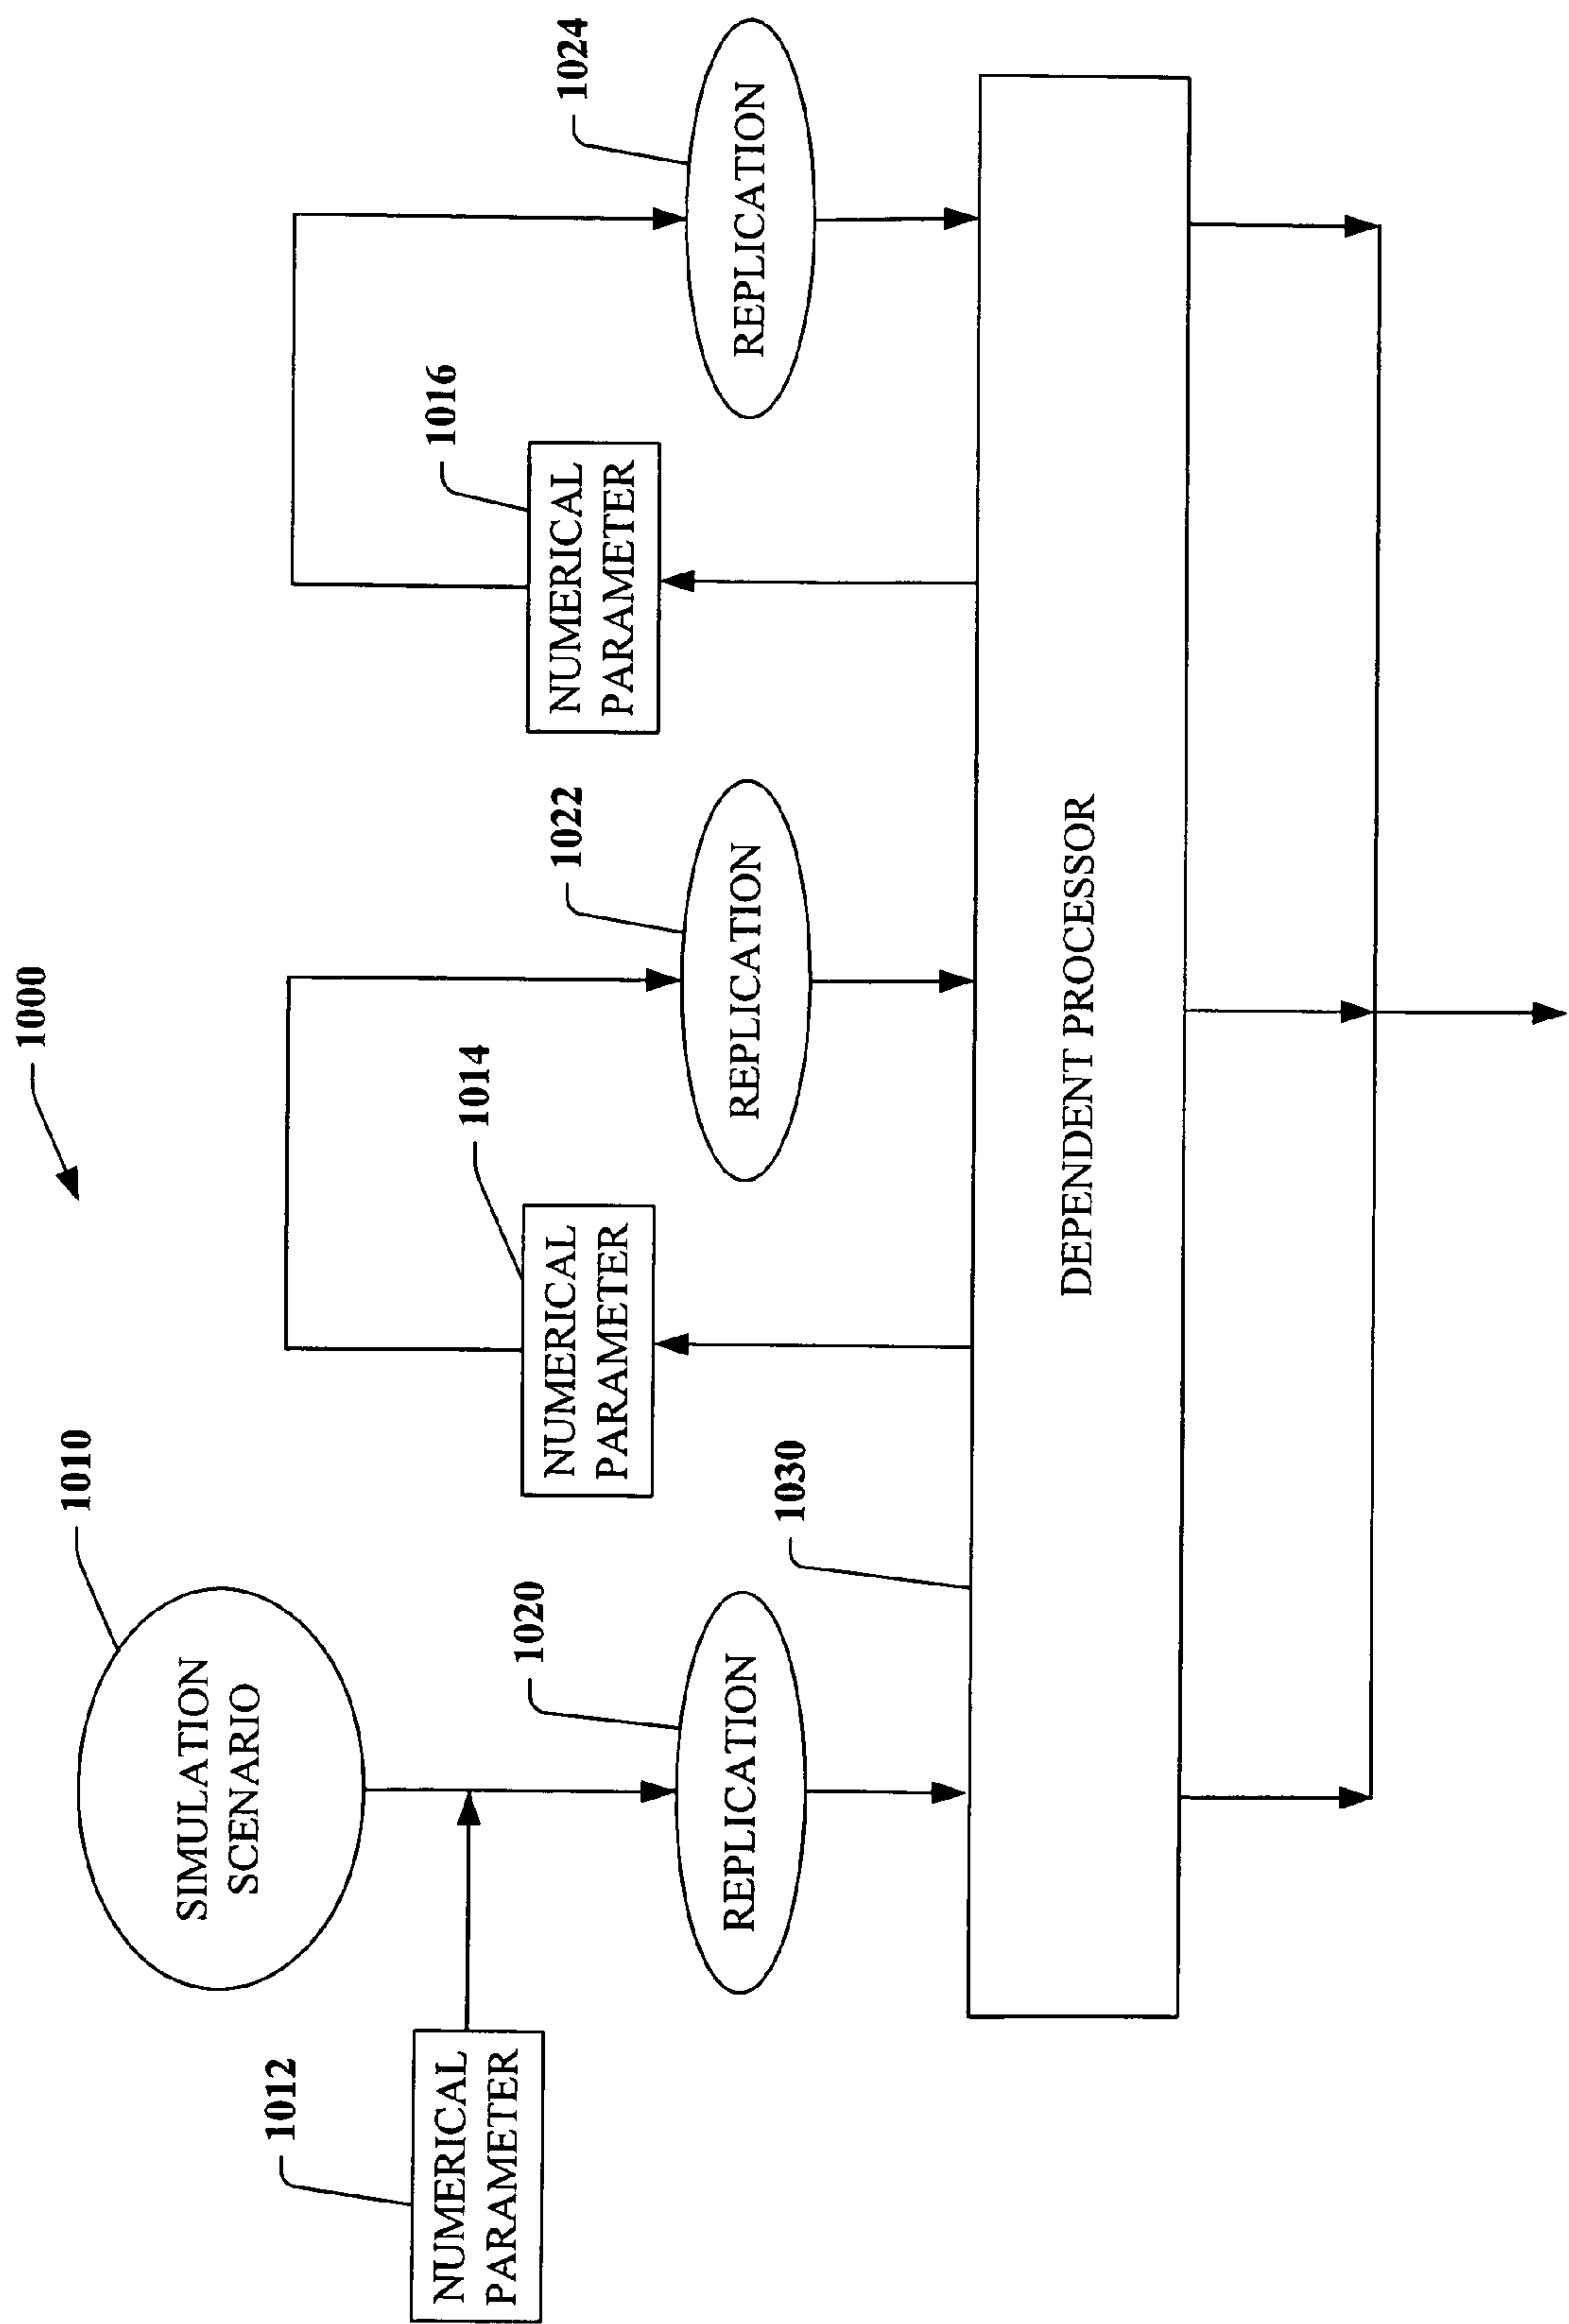 1000
1010
SIMULATION
SCENARIO
1012
NUMERICAL
PARAMETER
1014
NUMERICAL
PARAMETER
1016
NUMERICAL
PARAMETER
1020
REPLICATION
1022
REPLICATION
1024
REPLICATION
1030
DEPENDENT PROCESSOR